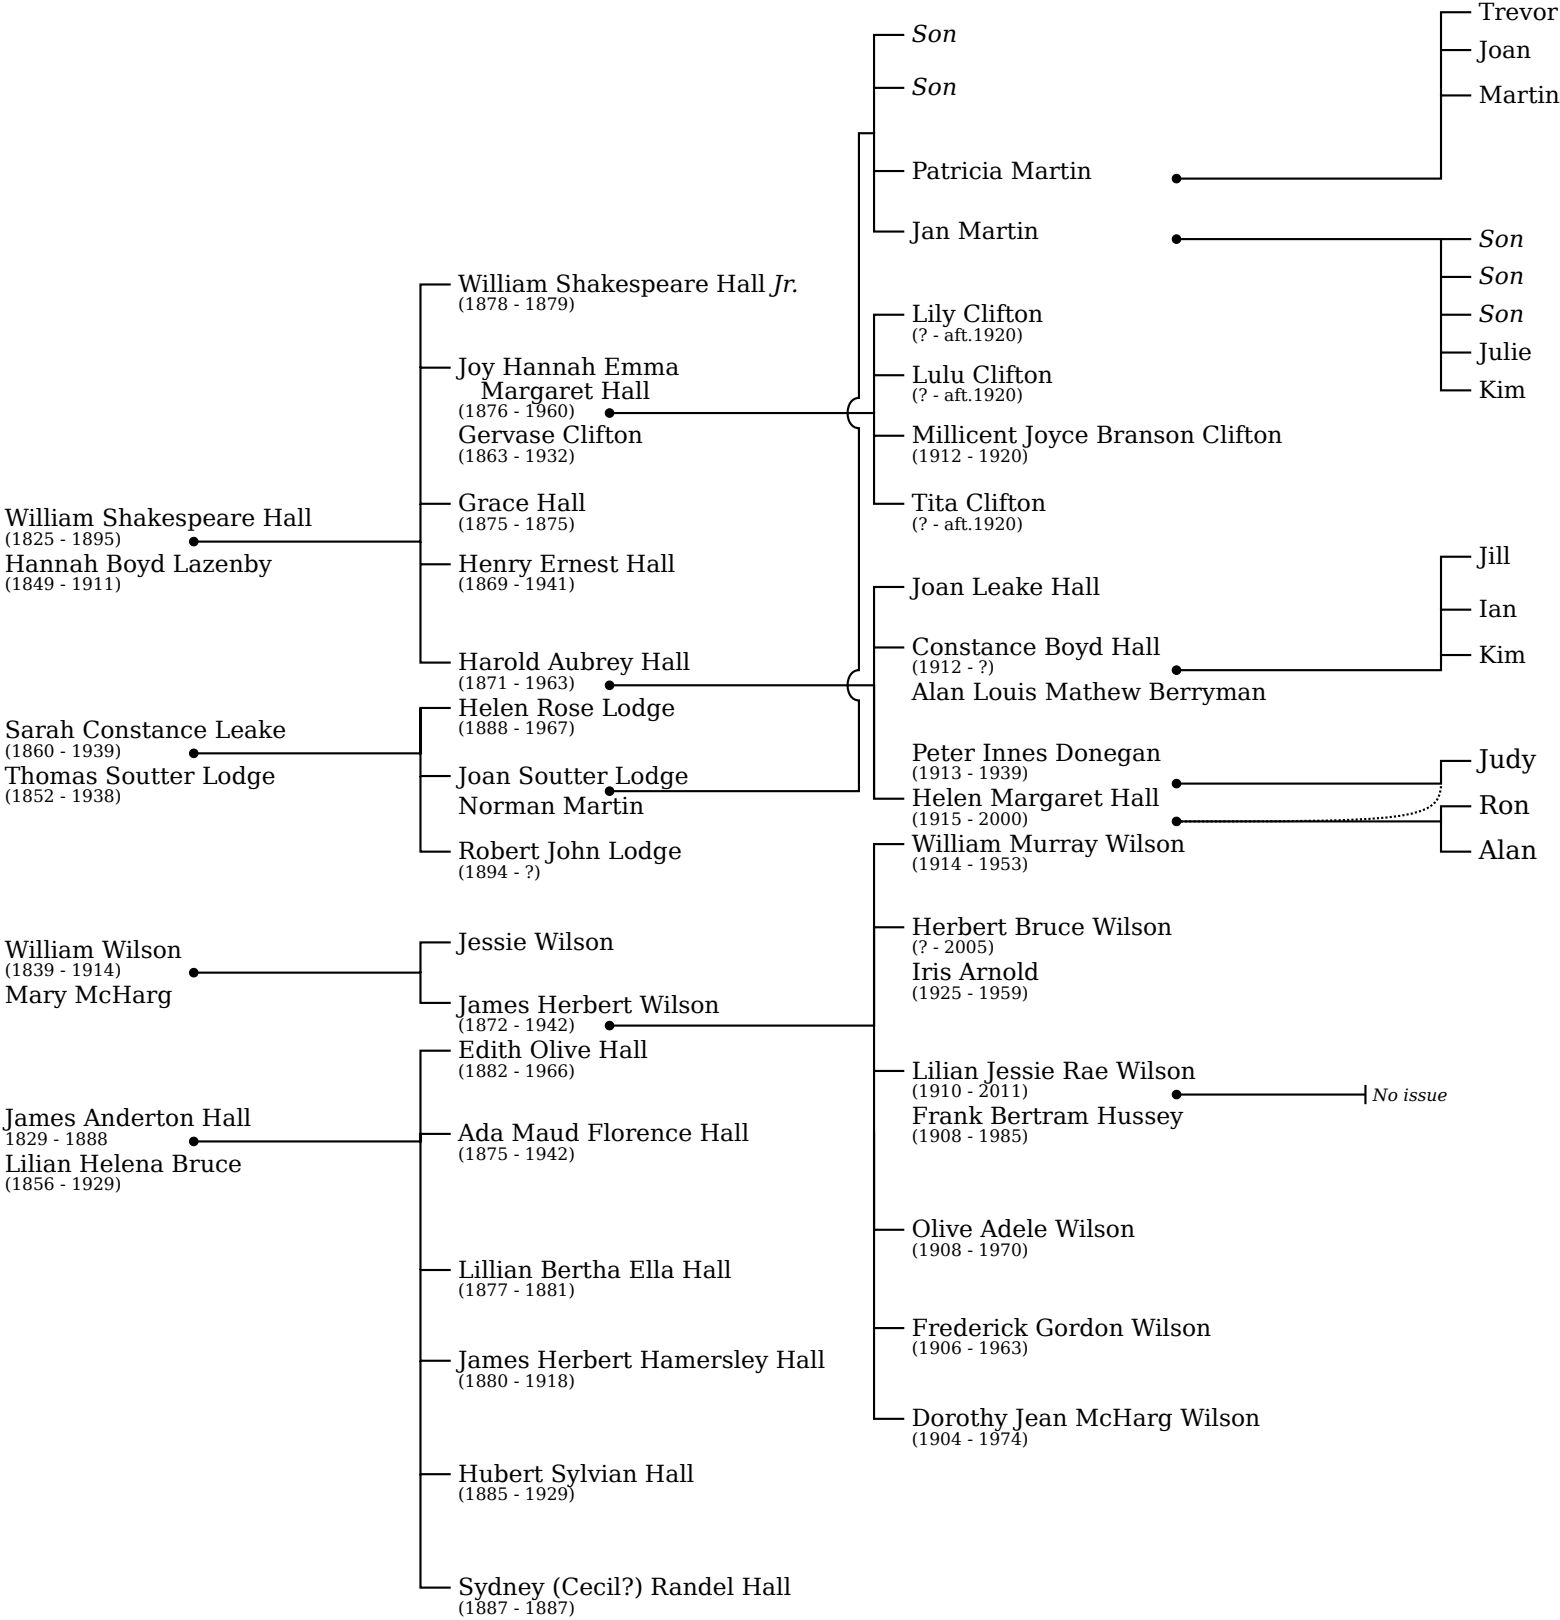 William Shakespeare Hall
(1825 - 1895)
Hannah Boyd Lazenby
(1849 - 1911)
Sarah Constance Leake
(1860 - 1939)
Thomas Soutter Lodge
(1852 - 1938)
William Wilson
(1839 - 1914)
Mary McHarg
James Anderton Hall
1829 - 1888
Lilian Helena Bruce
(1856 - 1929)
William Shakespeare Hall Jr.
(1878 - 1879)
Joy Hannah Emma
Margaret Hall
(1876 - 1960)
Gervase Clifton
(1863 - 1932)
Grace Hall
(1875 - 1875)
Henry Ernest Hall
(1869 - 1941)
Harold Aubrey Hall
(1871 - 1963)
Helen Rose Lodge
(1888 - 1967)
Joan Soutter Lodge
Norman Martin
Robert John Lodge
(1894 - ?)
Jessie Wilson
James Herbert Wilson
(1872 - 1942)
Edith Olive Hall
(1882 - 1966)
Ada Maud Florence Hall
(1875 - 1942)
Lillian Bertha Ella Hall
(1877 - 1881)
James Herbert Hamersley Hall
(1880 - 1918)
Hubert Sylvian Hall
(1885 - 1929)
Sydney (Cecil?) Randel Hall
(1887 - 1887)
Son
Son
Patricia Martin
Jan Martin
Lily Clifton
(? - aft.1920)
Lulu Clifton
(? - aft.1920)
Millicent Joyce Branson Clifton
(1912 - 1920)
Tita Clifton
(? - aft.1920)
Joan Leake Hall
Constance Boyd Hall
(1912 - ?)
Alan Louis Mathew Berryman
Peter Innes Donegan
(1913 - 1939)
Helen Margaret Hall
(1915 - 2000)
William Murray Wilson
(1914 - 1953)
Herbert Bruce Wilson
(? - 2005)
Iris Arnold
(1925 - 1959)
Lilian Jessie Rae Wilson
(1910 - 2011)
Frank Bertram Hussey
(1908 - 1985)
No issue
Olive Adele Wilson
(1908 - 1970)
Frederick Gordon Wilson
(1906 - 1963)
Dorothy Jean McHarg Wilson
(1904 - 1974)
Trevor
Joan
Martin
Son
Son
Son
Julie
Kim
Jill
Ian
Kim
Judy
Ron
Alan